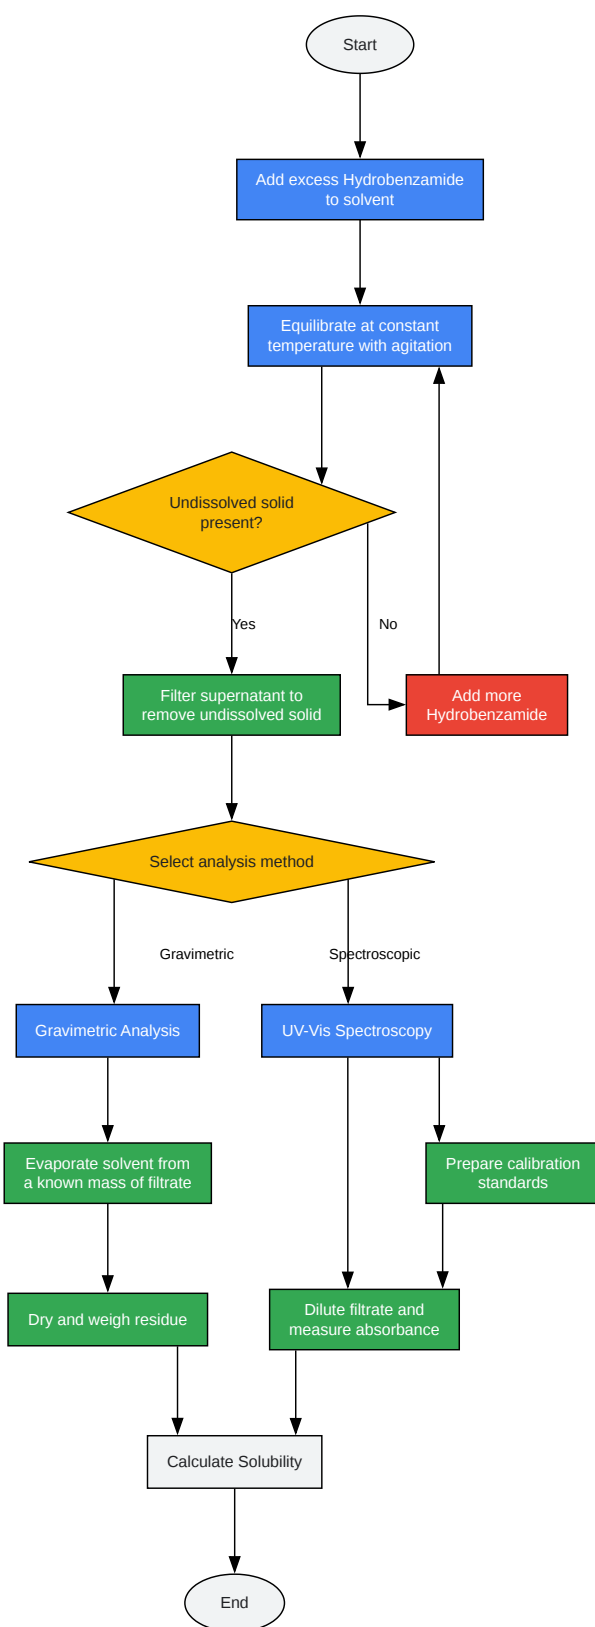 Start
Add excess Hydrobenzamide
to solvent
Equilibrate at constant
temperature with agitation
Undissolved solid
present?
Yes
No
Filter supernatant to
remove undissolved solid
Add more
Hydrobenzamide
Select analysis method
Gravimetric
Spectroscopic
Gravimetric Analysis
UV-Vis Spectroscopy
Evaporate solvent from
a known mass of filtrate
Prepare calibration
standards
Dry and weigh residue
Dilute filtrate and
measure absorbance
Calculate Solubility
End